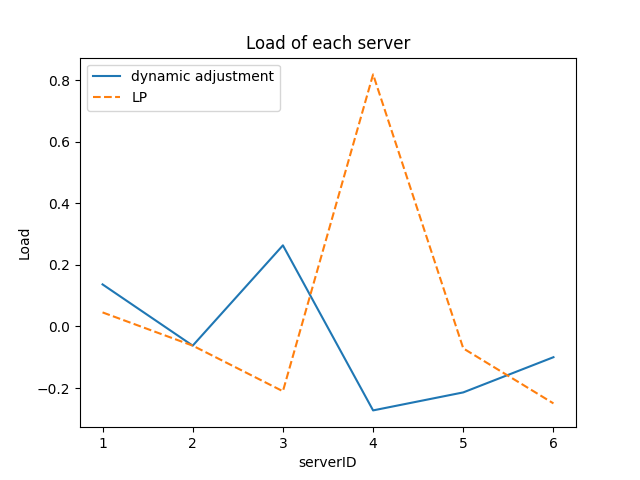 Load of each server
dynamic adjustment
LP
0.8
0.6
0.4
0.2
0.0
−0.2
Load
1 2 3 4 5 6
serverID